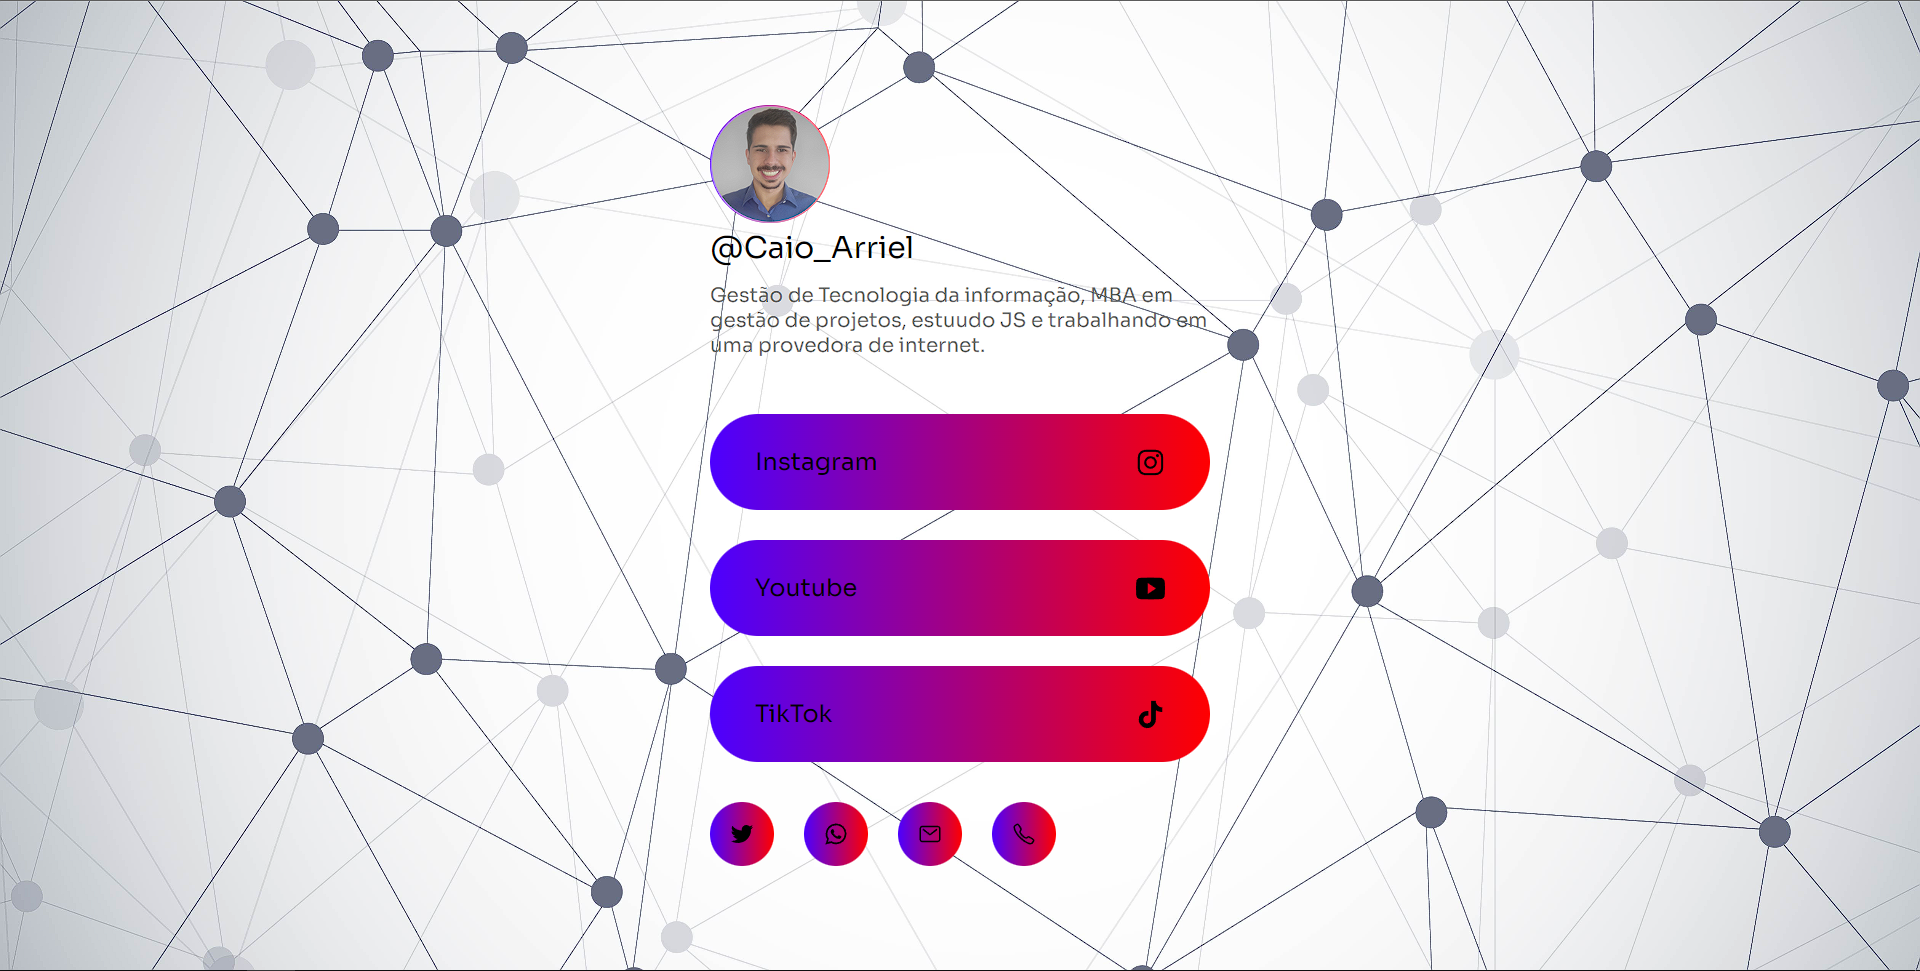 @Caio_Arriel
Gestão de Tecnologia da informação, MBA em
gestão de projetos, estuudo JS e trabalhando em
uma provedora de internet.
Instagram
Youtube
TikTok